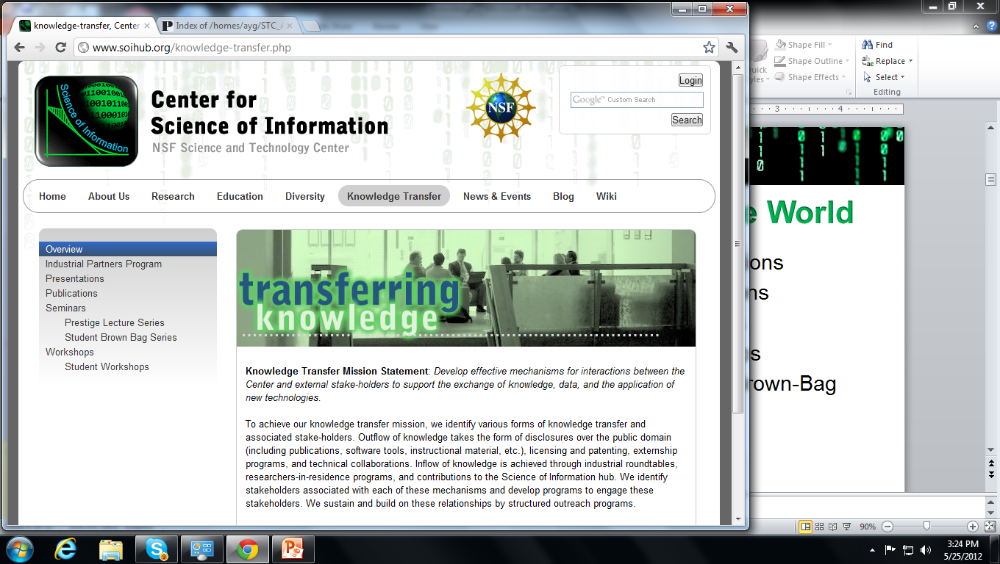 knowledge-transfer, Center
Index of /homes/ayg/STC_A
www.soihub.org/knowledge-transfer.php
Science of Information
Center for
Science of Information
NSF Science and Technology Center
NSF
Login
Google™ Custom Search
Search
Home About Us Research Education Diversity Knowledge Transfer News & Events Blog Wiki
Overview
Industrial Partners Program
Presentations
Publications
Seminars
Prestige Lecture Series
Student Brown Bag Series
Workshops
Student Workshops
transferring
knowledge
Knowledge Transfer Mission Statement: Develop effective mechanisms for interactions between the
Center and external stake-holders to support the exchange of knowledge, data, and the application of
new technologies.
To achieve our knowledge transfer mission, we identify various forms of knowledge transfer and
associated stake-holders. Outflow of knowledge takes the form of disclosures over the public domain
(including publications, software tools, instructional material, etc.), licensing and patenting, externship
programs, and technical collaborations. Inflow of knowledge is achieved through industrial roundtables,
researchers-in-residence programs, and contributions to the Science of Information hub. We identify
stakeholders associated with each of these mechanisms and develop programs to engage these
stakeholders. We sustain and build on these relationships by structured outreach programs.
Shape Fill
Shape Outline
Shape Effects
Find
Replace
Select
Editing
3 4
e World
ons
ns
s
rown-Bag
90%
3:24 PM
5/25/2012